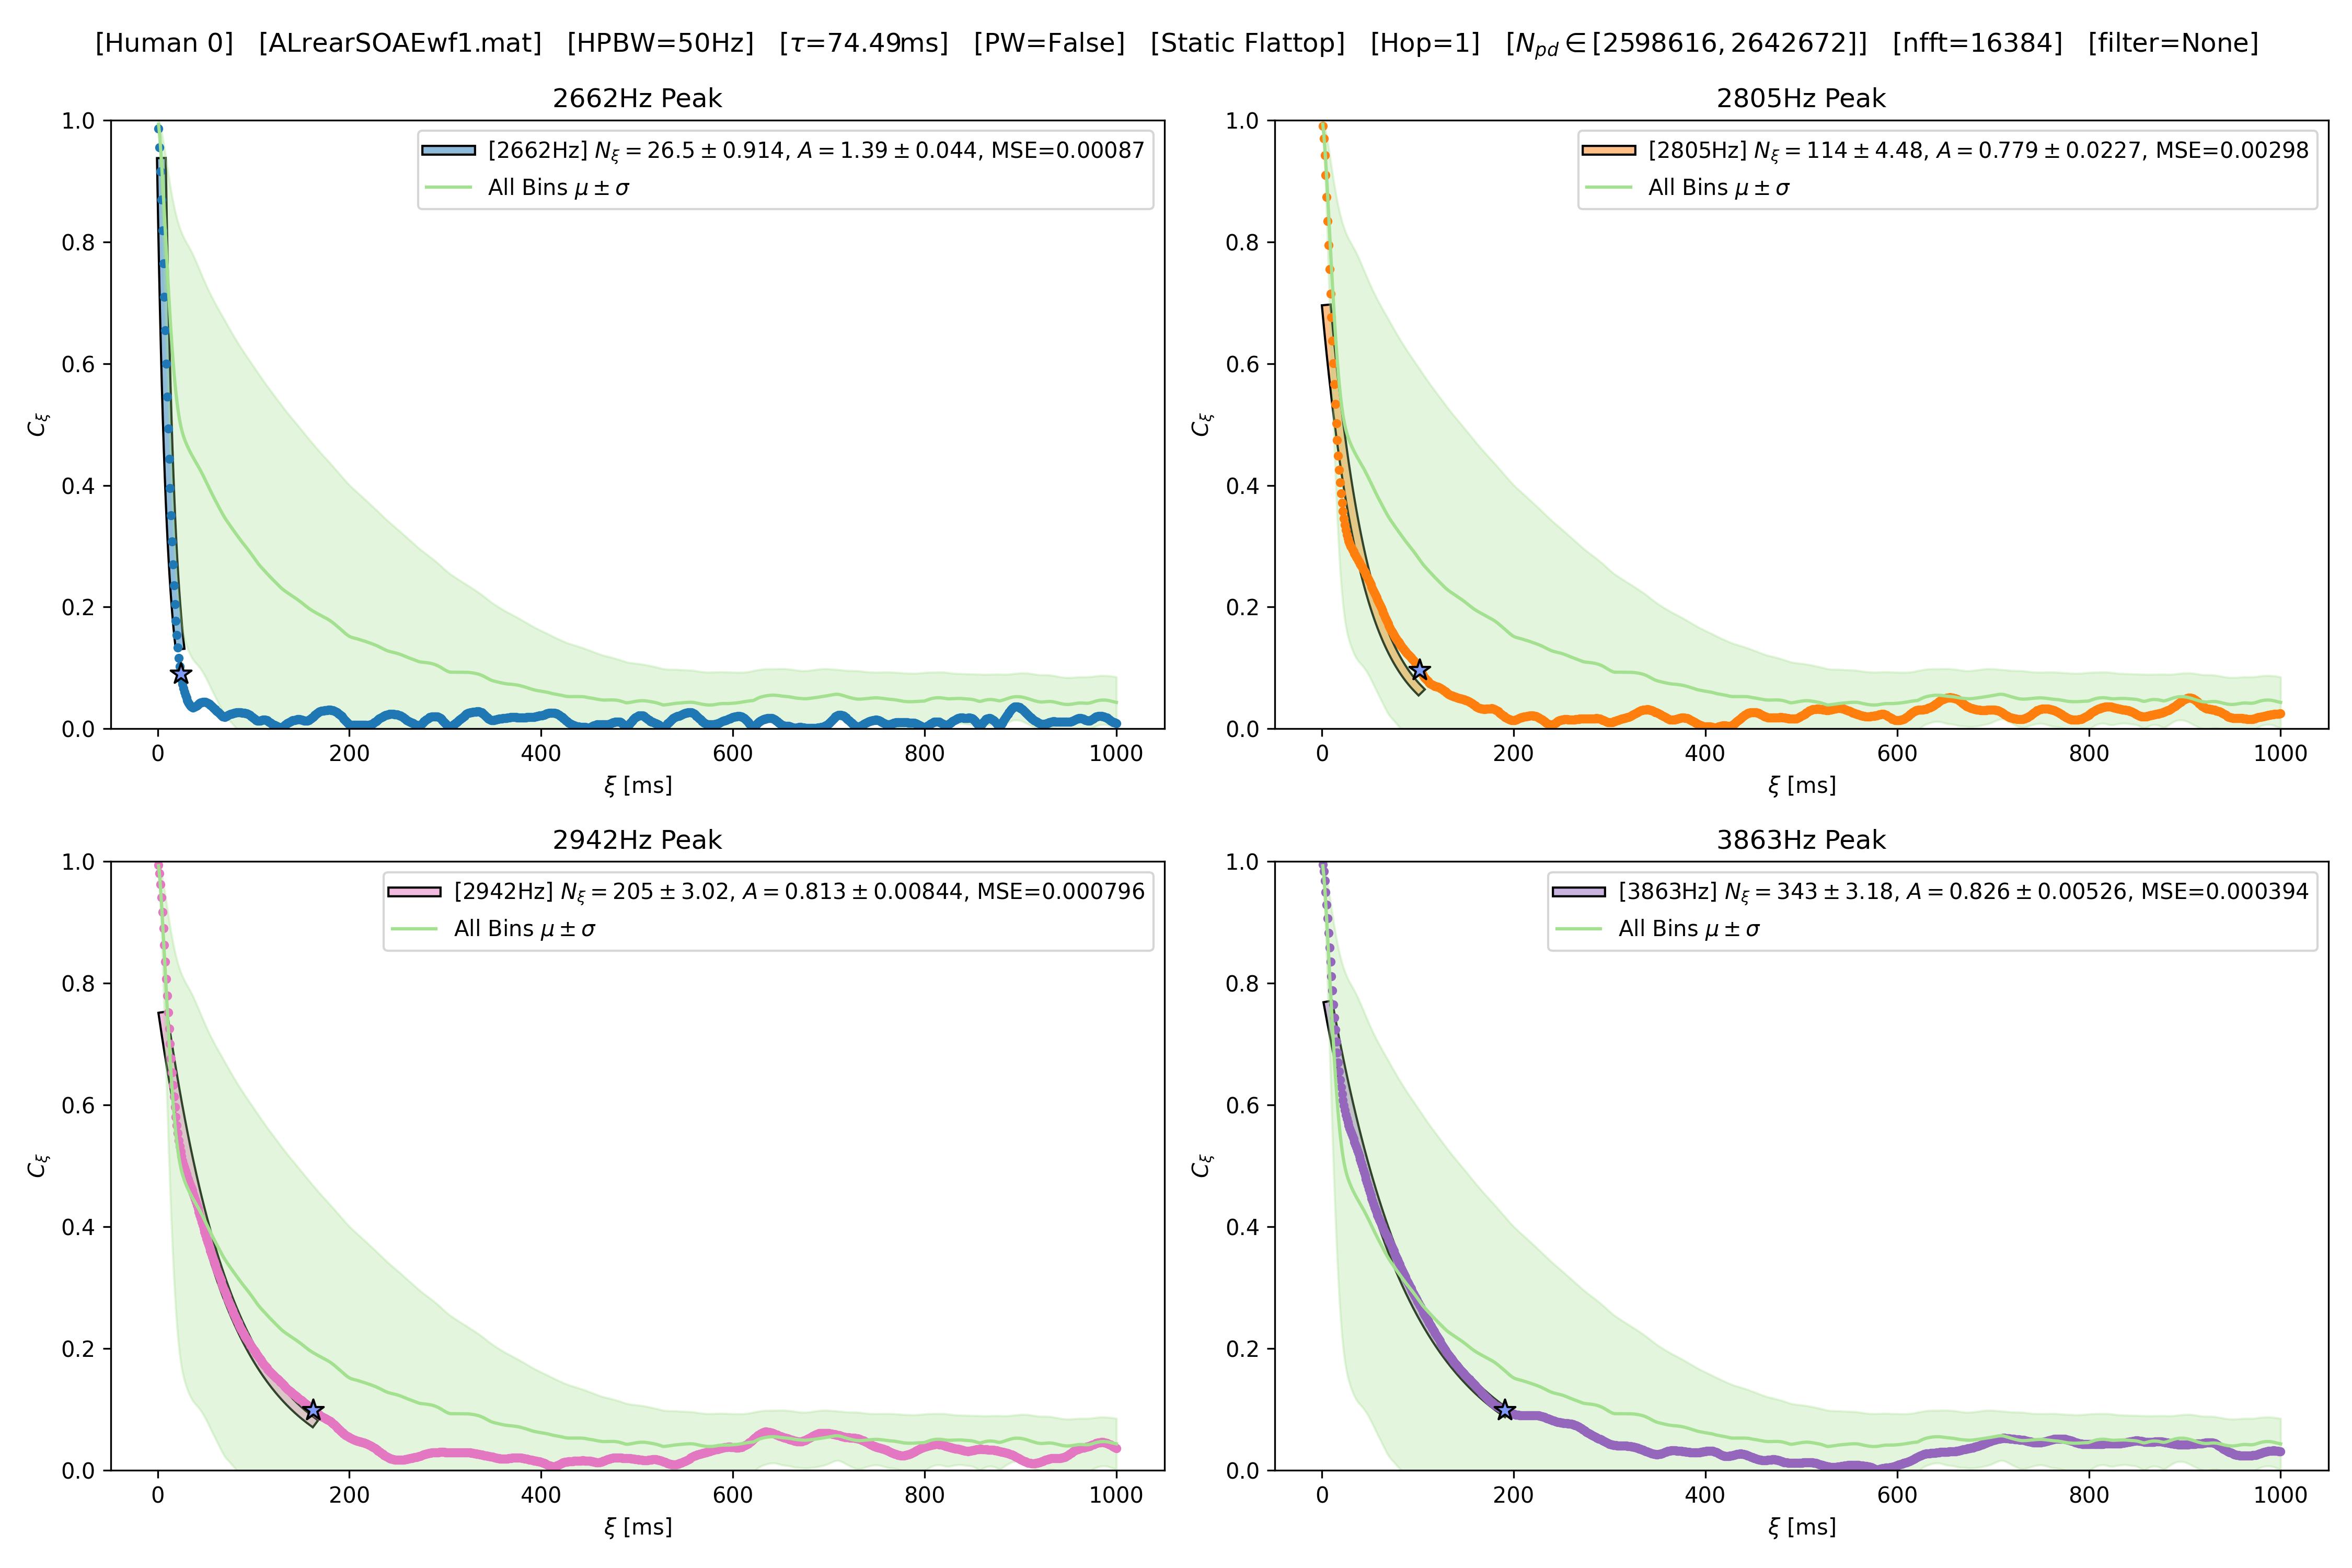 [Human 0] [ALrearSOAEwf1.mat] [HPBW=50Hz] [τ=74.49ms] [PW=False] [Static Flattop] [Hop=1] [N_pd ∈ [2598616, 2642672]] [nfft=16384] [filter=None]
2662Hz Peak
[2662Hz] N_ξ = 26.5 ± 0.914, A = 1.39 ± 0.044, MSE=0.00087
All Bins μ ± σ
1.0
0.8
0.6
0.4
0.2
0.0
C_ξ
0 200 400 600 800 1000
ξ [ms]
2805Hz Peak
[2805Hz] N_ξ = 114 ± 4.48, A = 0.779 ± 0.0227, MSE=0.00298
All Bins μ ± σ
1.0
0.8
0.6
0.4
0.2
0.0
C_ξ
0 200 400 600 800 1000
ξ [ms]
2942Hz Peak
[2942Hz] N_ξ = 205 ± 3.02, A = 0.813 ± 0.00844, MSE=0.000796
All Bins μ ± σ
1.0
0.8
0.6
0.4
0.2
0.0
C_ξ
0 200 400 600 800 1000
ξ [ms]
3863Hz Peak
[3863Hz] N_ξ = 343 ± 3.18, A = 0.826 ± 0.00526, MSE=0.000394
All Bins μ ± σ
1.0
0.8
0.6
0.4
0.2
0.0
C_ξ
0 200 400 600 800 1000
ξ [ms]